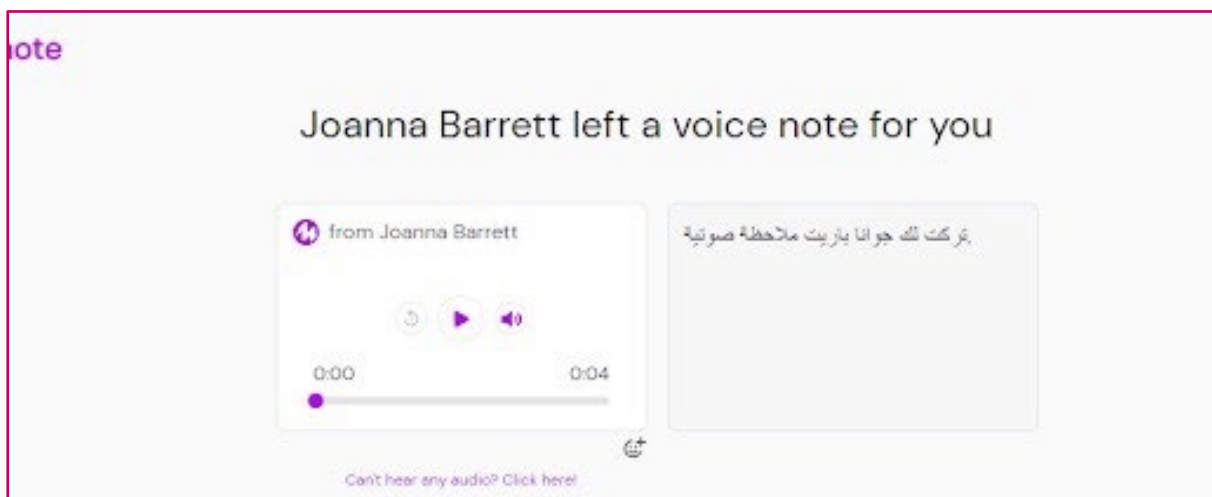 note
Joanna Barrett left a voice note for you
from Joanna Barrett
تركت لك جوانا باريت ملاحظة صوتية.
0:00
0:04
Can't hear any audio? Click here!